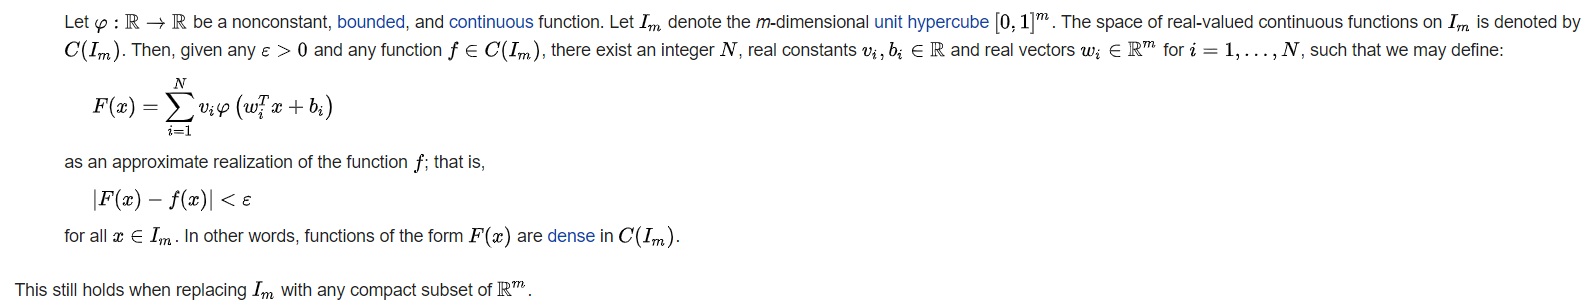 Let φ : ℝ → ℝ be a nonconstant, bounded, and continuous function. Let I_m denote the m-dimensional unit hypercube [0, 1]^m. The space of real-valued continuous functions on I_m is denoted by
C(I_m). Then, given any ε > 0 and any function f ∈ C(I_m), there exist an integer N, real constants v_i, b_i ∈ ℝ and real vectors w_i ∈ ℝ^m for i = 1, . . . , N, such that we may define:
F(x) = ∑_{i=1}^{N} v_i φ (w_i^T x + b_i)
as an approximate realization of the function f; that is,
|F(x) − f(x)| < ε
for all x ∈ I_m. In other words, functions of the form F(x) are dense in C(I_m).
This still holds when replacing I_m with any compact subset of ℝ^m.